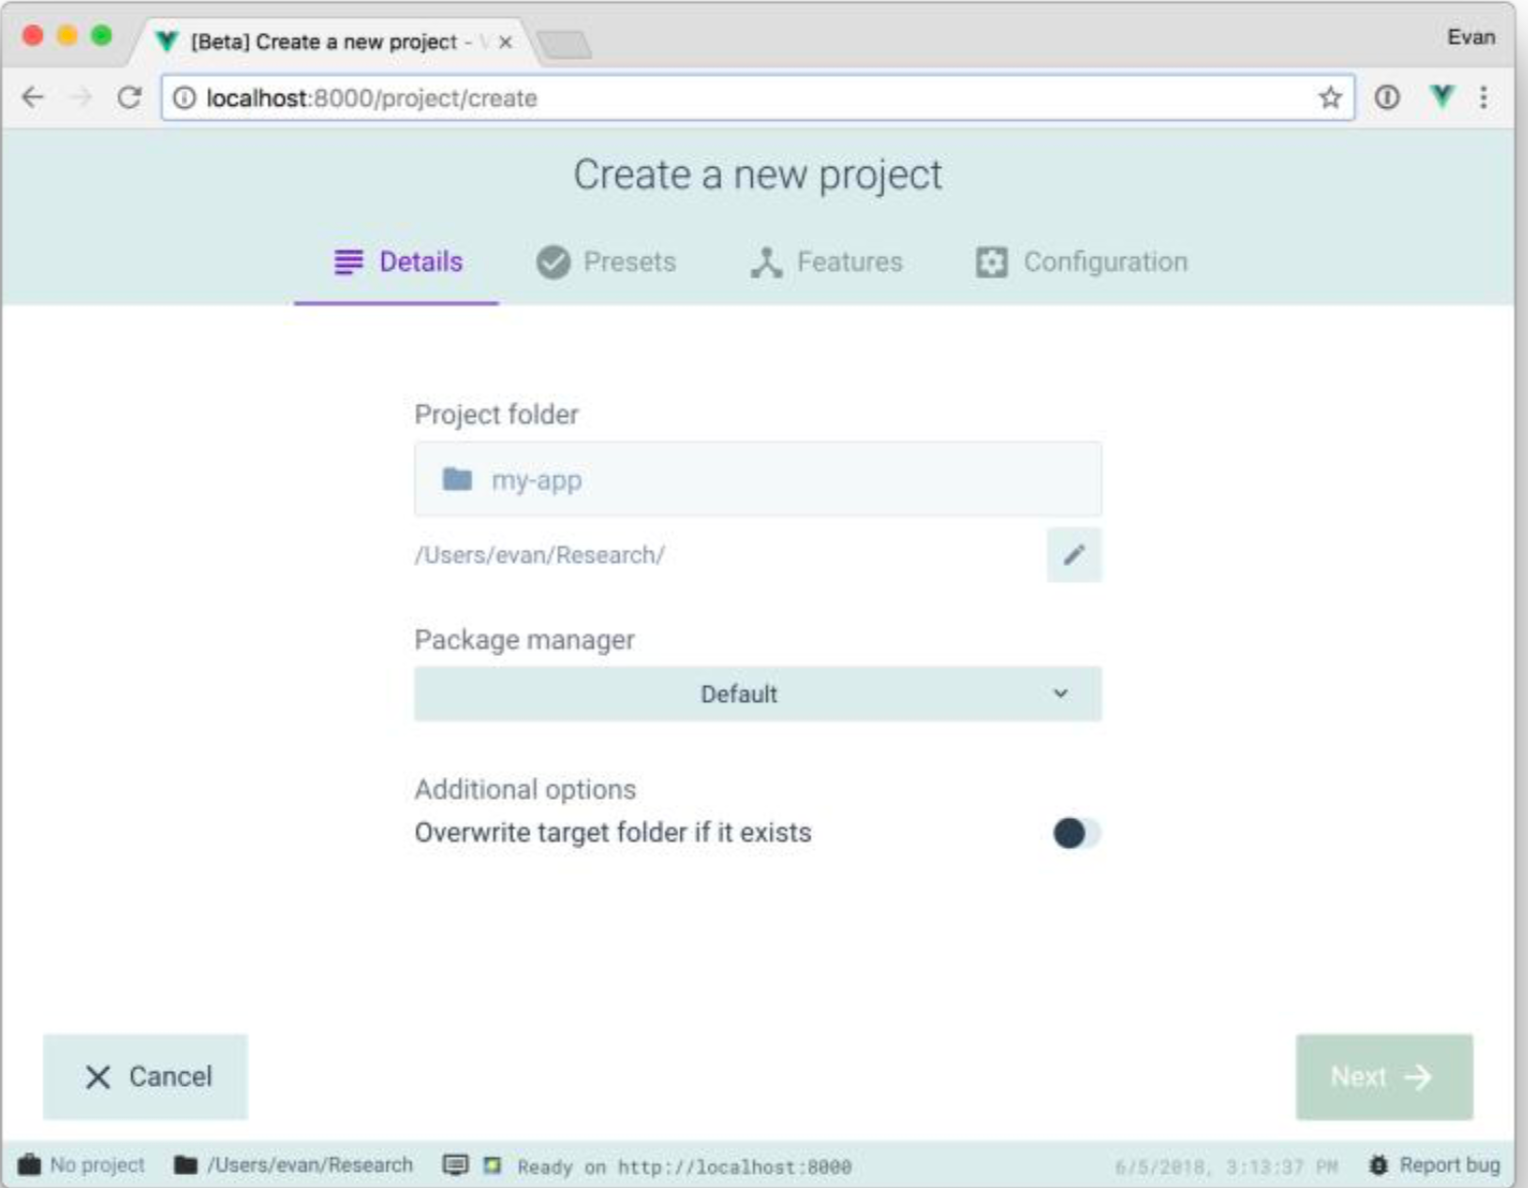 [Beta] Create a new project -
Evan
localhost:8000/project/create
Create a new project
Details
Presets
Features
Configuration
Project folder
my-app
/Users/evan/Research/
Package manager
Default
Additional options
Overwrite target folder if it exists
Cancel
Next
No project
/Users/evan/Research
Ready on http://localhost:8000
6/5/2018, 3:13:37 PM
Report bug